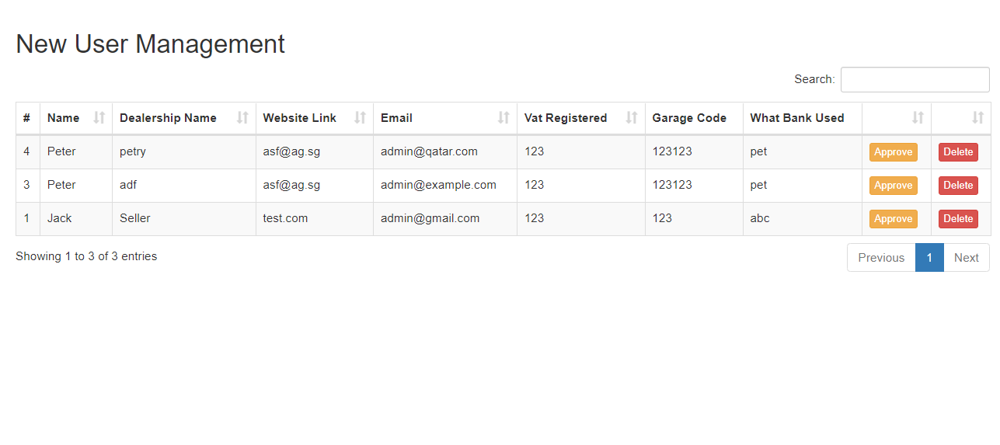 New User Management
Search:
# Name Dealership Name Website Link Email Vat Registered Garage Code What Bank Used
4 Peter petry asf@ag.sg admin@qatar.com 123 123123 pet Approve Delete
3 Peter adf asf@ag.sg admin@example.com 123 123123 pet Approve Delete
1 Jack Seller test.com admin@gmail.com 123 123 abc Approve Delete
Showing 1 to 3 of 3 entries
Previous 1 Next